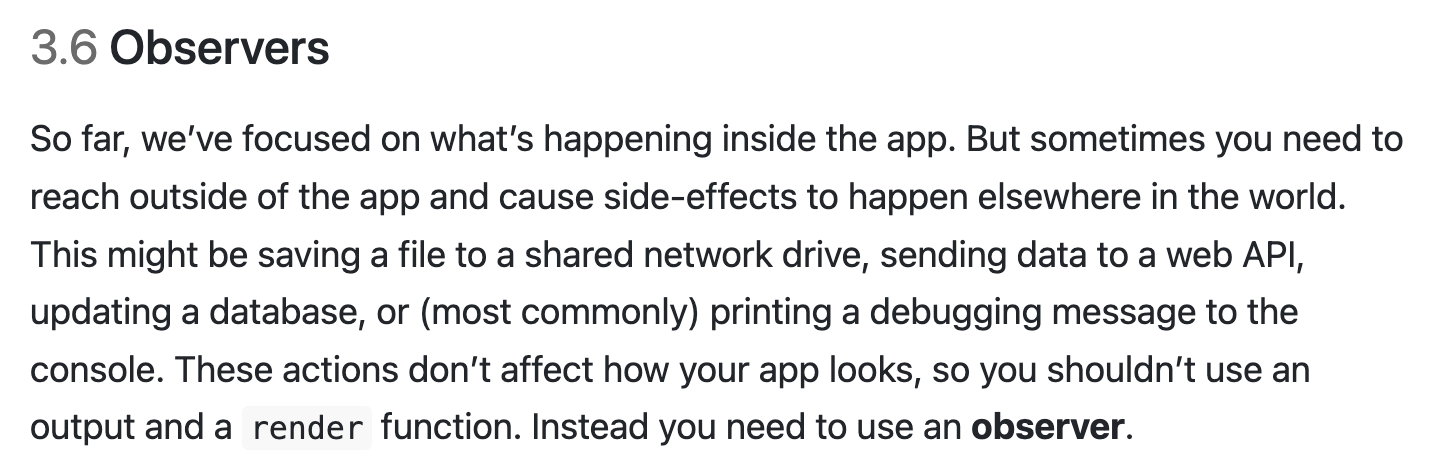 3.6 Observers
So far, we’ve focused on what’s happening inside the app. But sometimes you need to
reach outside of the app and cause side-effects to happen elsewhere in the world.
This might be saving a file to a shared network drive, sending data to a web API,
updating a database, or (most commonly) printing a debugging message to the
console. These actions don’t affect how your app looks, so you shouldn’t use an
output and a render function. Instead you need to use an observer.